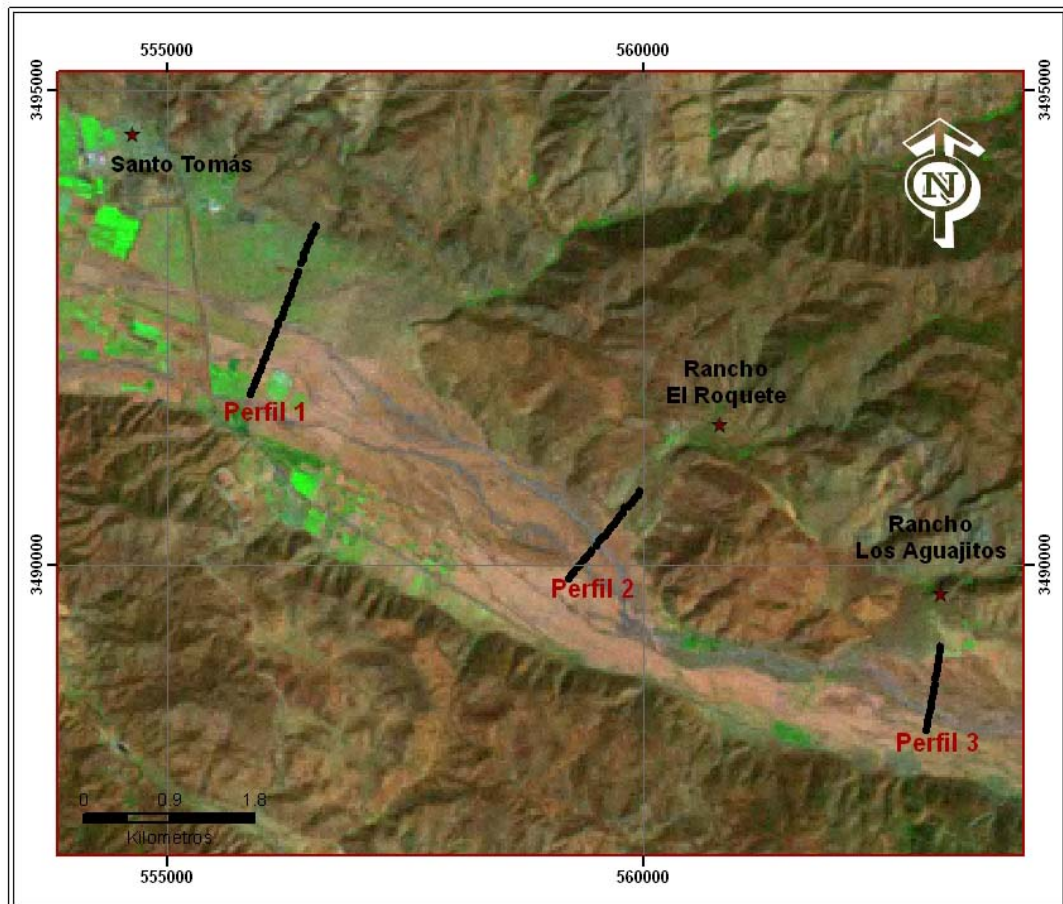 555000
560000
3495000
3495000
Santo Tomás
N
Rancho
El Roquete
Perfil 1
Rancho
Los Aguajitos
3490000
3490000
Perfil 2
Perfil 3
0 0.9 1.8
Kilometros
555000
560000